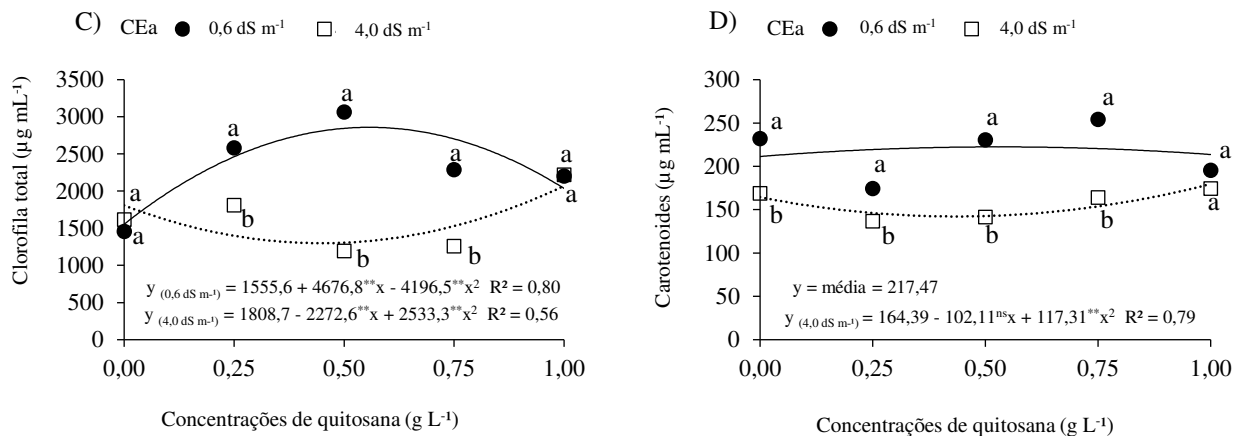 C) CEa ● 0,6 dS m⁻¹ □ 4,0 dS m⁻¹
Clorofila total (µg mL⁻¹)
3500
3000
2500
2000
1500
1000
500
0
a
a
a
a
a
a
a
b
b
b
y (0,6 dS m⁻¹) = 1555,6 + 4676,8**x - 4196,5**x² R² = 0,80
y (4,0 dS m⁻¹) = 1808,7 - 2272,6**x + 2533,3**x² R² = 0,56
0,00 0,25 0,50 0,75 1,00
Concentrações de quitosana (g L⁻¹)
D) CEa ● 0,6 dS m⁻¹ □ 4,0 dS m⁻¹
Carotenoides (µg mL⁻¹)
300
250
200
150
100
50
0
a
a
a
a
a
b
b
b
b
a
y = média = 217,47
y (4,0 dS m⁻¹) = 164,39 - 102,11ⁿˢx + 117,31**x² R² = 0,79
0,00 0,25 0,50 0,75 1,00
Concentrações de quitosana (g L⁻¹)